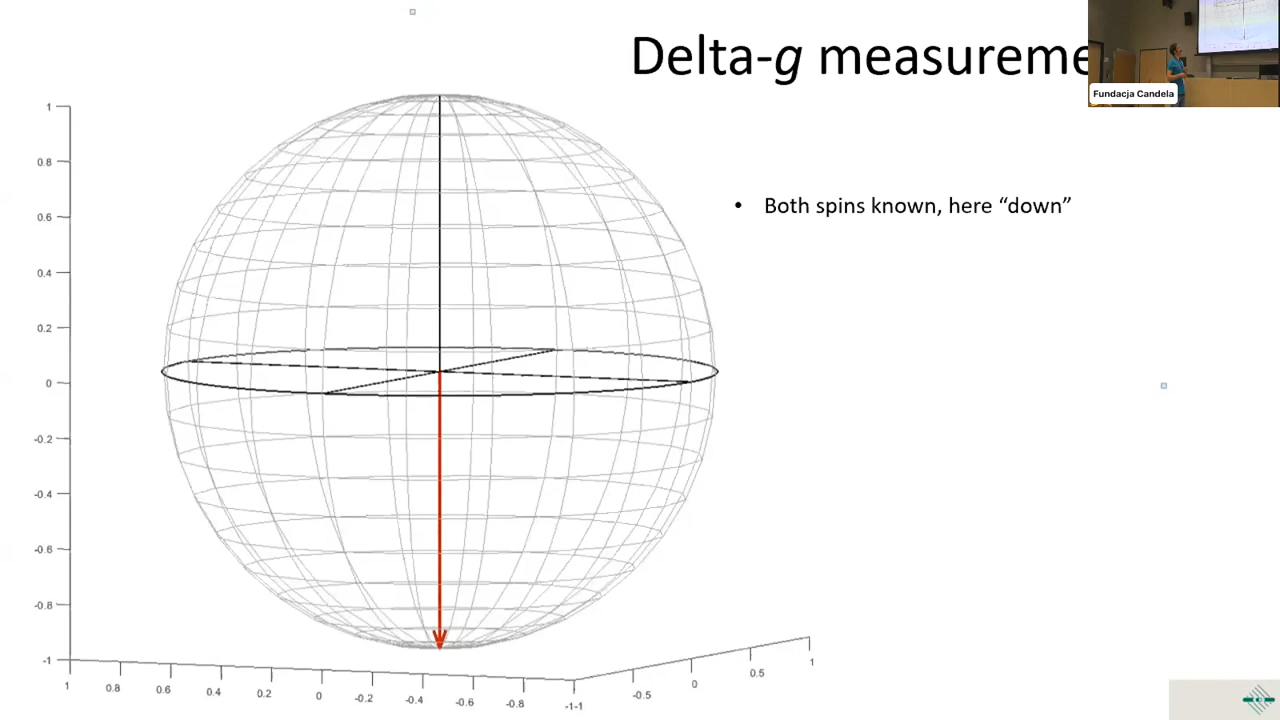 Delta-g measureme
Fundacja Candela
• Both spins known, here “down”
1
0.8
0.6
0.4
0.2
0
-0.2
-0.4
-0.6
-0.8
-1
1 0.8 0.6 0.4 0.2 0 -0.2 -0.4 -0.6 -0.8 -1
-1 -0.5 0 0.5 1